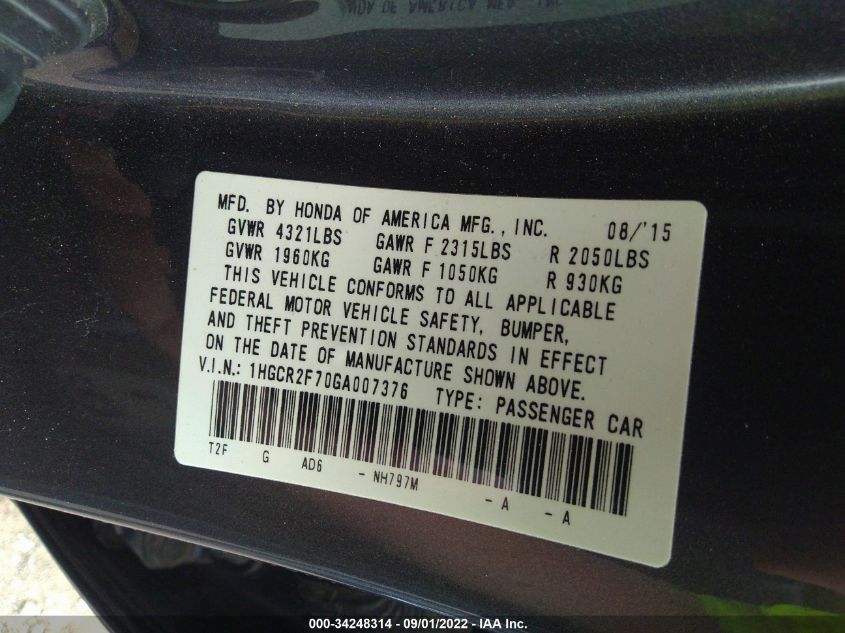 MFD. BY HONDA OF AMERICA MFG., INC. 08/'15
GVWR 4321LBS GAWR F 2315LBS R 2050LBS
GVWR 1960KG GAWR F 1050KG R 930KG
THIS VEHICLE CONFORMS TO ALL APPLICABLE
FEDERAL MOTOR VEHICLE SAFETY, BUMPER,
AND THEFT PREVENTION STANDARDS IN EFFECT
ON THE DATE OF MANUFACTURE SHOWN ABOVE.
V.I.N.: 1HGCR2F70GA007376 TYPE: PASSENGER CAR
T2F G AD6 - NH797M - A - A
000-34248314 - 09/01/2022 - IAA Inc.